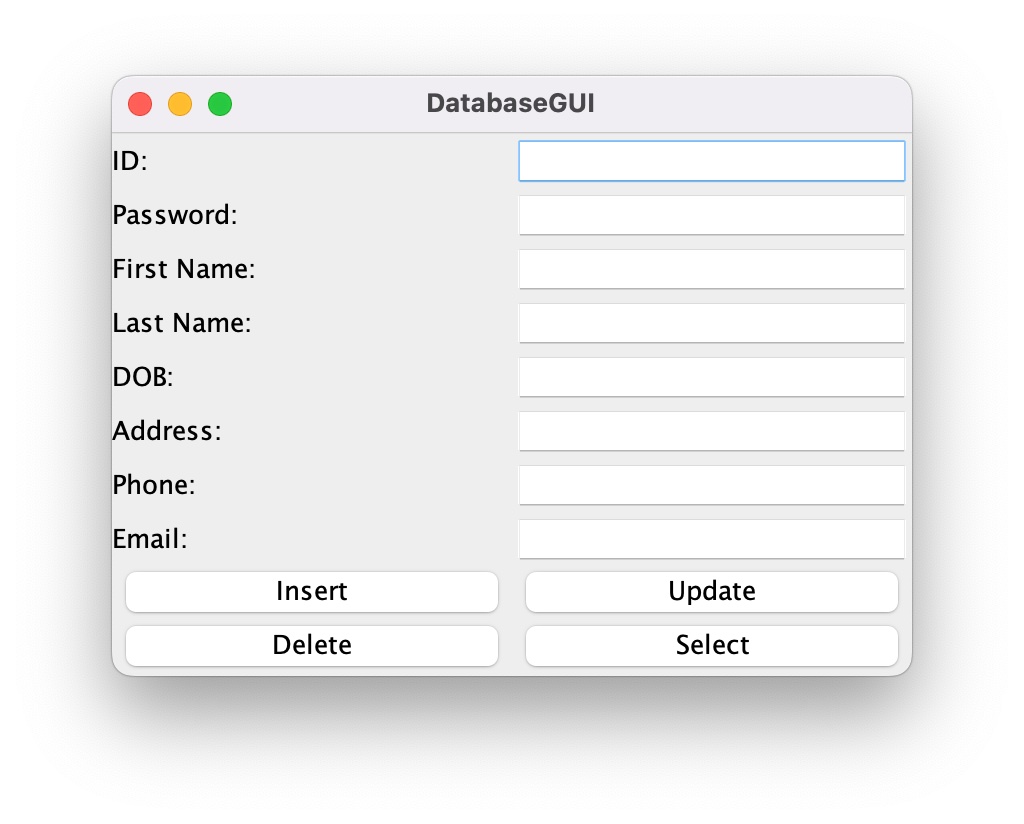 DatabaseGUI
ID:
Password:
First Name:
Last Name:
DOB:
Address:
Phone:
Email:
Insert Update
Delete Select